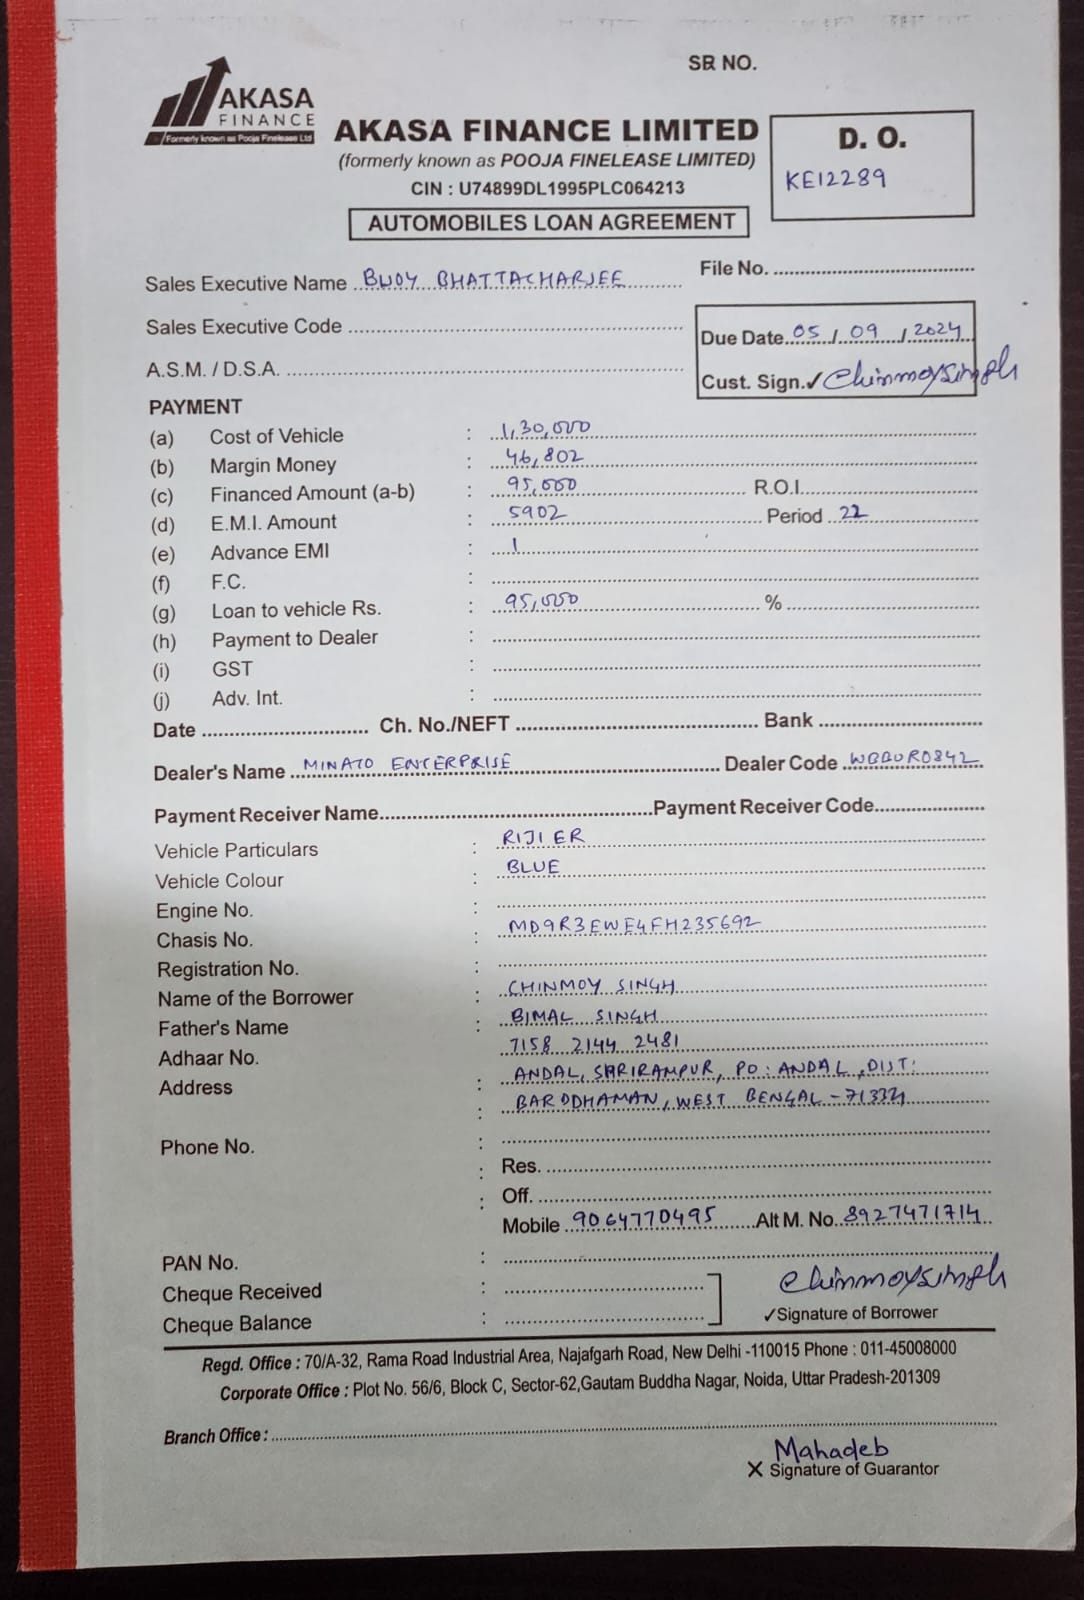 SR NO.
AKASA
FINANCE
Formerly known as Pooja Finelease Ltd
AKASA FINANCE LIMITED
(formerly known as POOJA FINELEASE LIMITED)
CIN : U74899DL1995PLC064213
AUTOMOBILES LOAN AGREEMENT
D. O.
KE12289
Sales Executive Name BIJOY BHATTACHARJEE
File No.
Sales Executive Code
Due Date 05/09/2024
A.S.M. / D.S.A.
Cust. Sign.✓ Chinmoy Singh
PAYMENT
(a) Cost of Vehicle : 1,30,000
(b) Margin Money : 46,802
(c) Financed Amount (a-b) : 95,000 R.O.I.
(d) E.M.I. Amount : 5902 Period 22
(e) Advance EMI : 1
(f) F.C. :
(g) Loan to vehicle Rs. : 95,000 %
(h) Payment to Dealer :
(i) GST :
(j) Adv. Int. :
Date Ch. No./NEFT Bank
Dealer's Name MINATO ENTERPRISE Dealer Code
Payment Receiver Name Payment Receiver Code
Vehicle Particulars : RIJIER
Vehicle Colour : BLUE
Engine No. :
Chasis No. : MD9R3EWE4FH235692
Registration No. :
Name of the Borrower : CHINMOY SINGH
Father's Name : BIMAL SINGH
Adhaar No. 7158 2144 2481
Address : ANDAL, SHRIRAMPUR, PO: ANDAL, DIST:
: BARDDHAMAN, WEST BENGAL - 713321
Phone No. :
: Res.
: Off.
Mobile 9064770495 Alt M. No. 8927471714
PAN No. :
Cheque Received :
Chinmoy Singh
Cheque Balance :
✓Signature of Borrower
Regd. Office : 70/A-32, Rama Road Industrial Area, Najafgarh Road, New Delhi -110015 Phone : 011-45008000
Corporate Office : Plot No. 56/6, Block C, Sector-62,Gautam Buddha Nagar, Noida, Uttar Pradesh-201309
Branch Office :
Mahadeb
X Signature of Guarantor